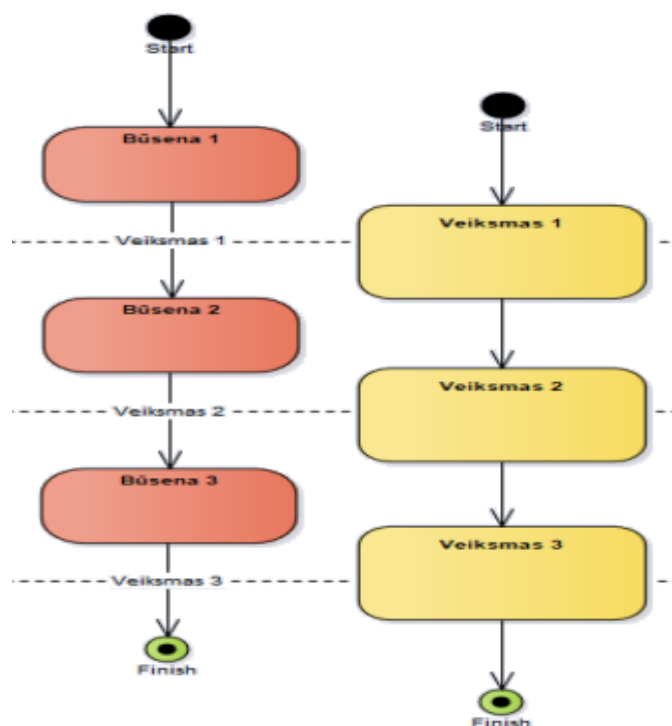 Start
Būsena 1
Veiksmas 1
Būsena 2
Veiksmas 2
Būsena 3
Veiksmas 3
Finish
Start
Veiksmas 1
Veiksmas 2
Veiksmas 3
Finish